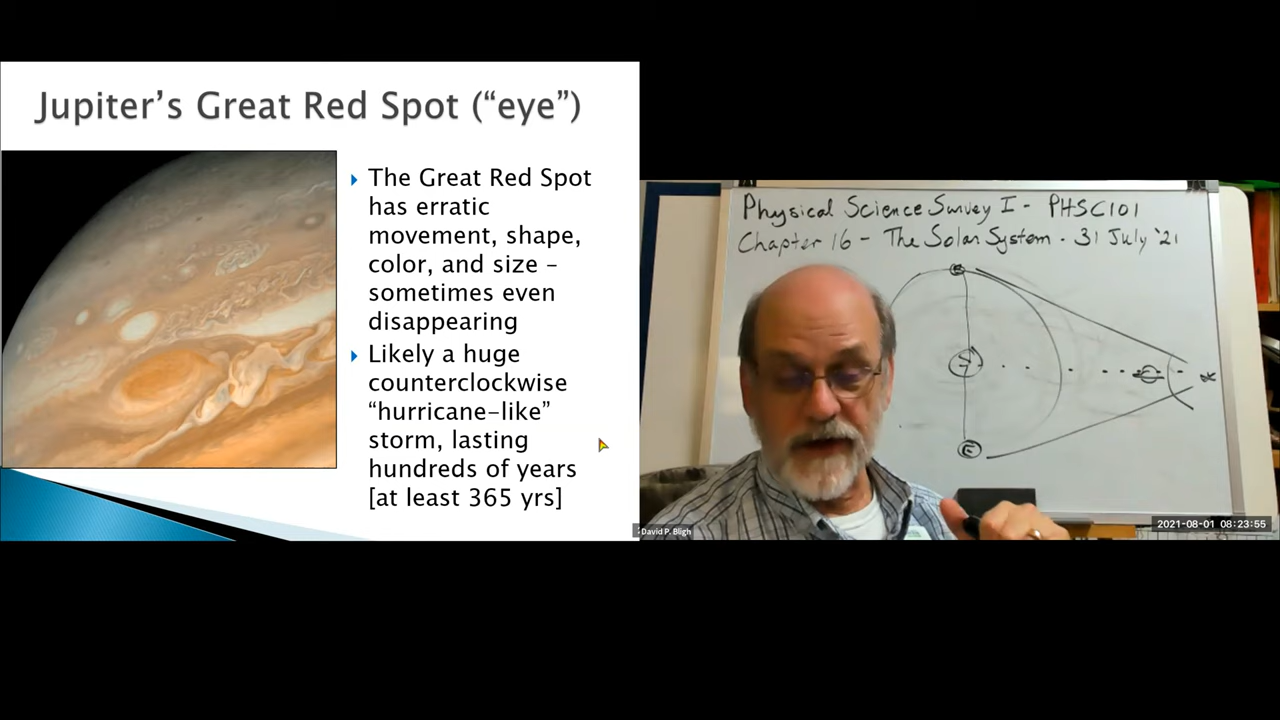 Jupiter’s Great Red Spot (“eye”)
The Great Red Spot
has erratic
movement, shape,
color, and size –
sometimes even
disappearing
Likely a huge
counterclockwise
“hurricane-like”
storm, lasting
hundreds of years
[at least 365 yrs]
Physical Science Survey I - PHSC101
Chapter 16 - The Solar System - 31 July '21
E
David P. Bligh
2021-08-01 08:23:55